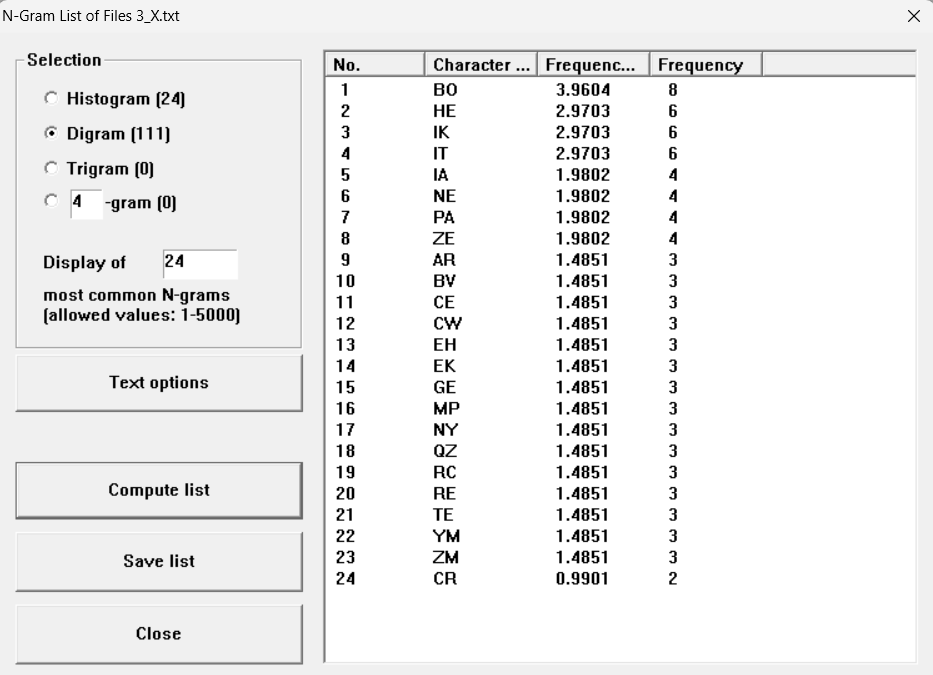 N-Gram List of Files 3_X.txt
Selection
Histogram (24)
Digram (111)
Trigram (0)
4 -gram (0)
Display of 24
most common N-grams
(allowed values: 1-5000)
Text options
Compute list
Save list
Close
No. Character ... Frequenc... Frequency
1 BO 3.9604 8
2 HE 2.9703 6
3 IK 2.9703 6
4 IT 2.9703 6
5 IA 1.9802 4
6 NE 1.9802 4
7 PA 1.9802 4
8 ZE 1.9802 4
9 AR 1.4851 3
10 BV 1.4851 3
11 CE 1.4851 3
12 CW 1.4851 3
13 EH 1.4851 3
14 EK 1.4851 3
15 GE 1.4851 3
16 MP 1.4851 3
17 NY 1.4851 3
18 QZ 1.4851 3
19 RC 1.4851 3
20 RE 1.4851 3
21 TE 1.4851 3
22 YM 1.4851 3
23 ZM 1.4851 3
24 CR 0.9901 2